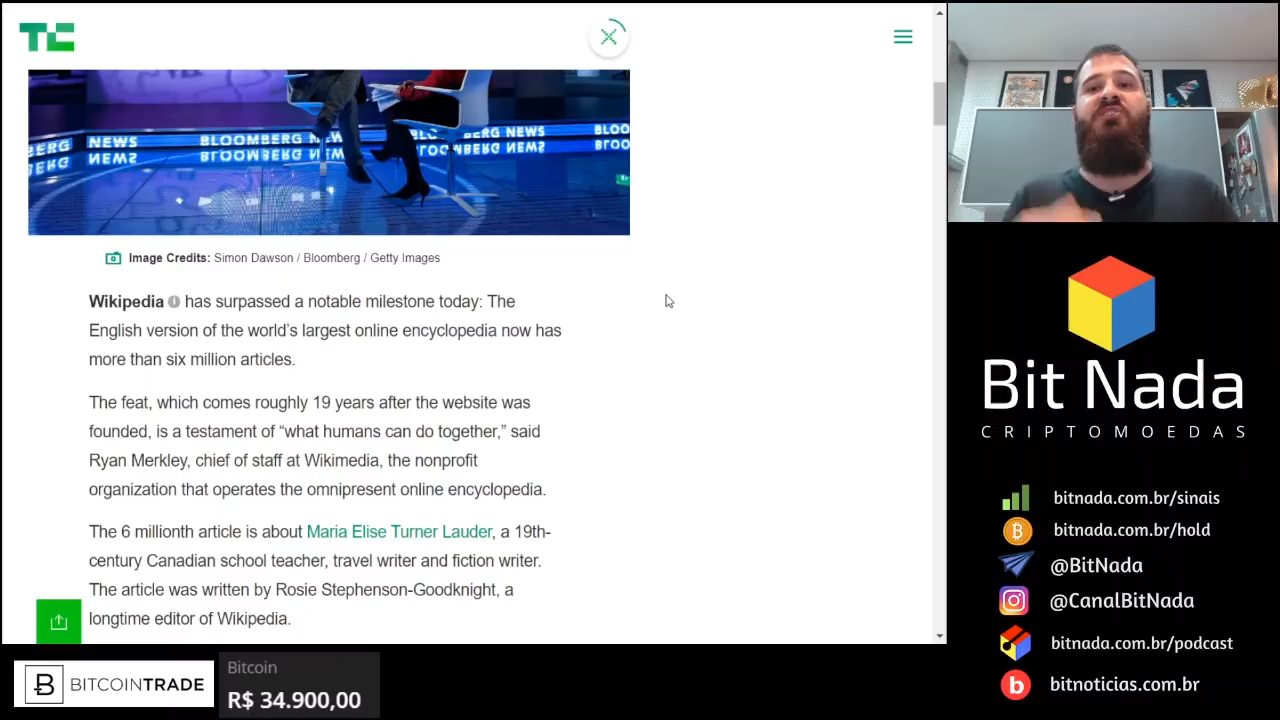 TC
NEWS BLOOMBERG NEWS BLOOMBERG NEWS BLOO
Image Credits: Simon Dawson / Bloomberg / Getty Images
Wikipedia has surpassed a notable milestone today: The
English version of the world’s largest online encyclopedia now has
more than six million articles.
The feat, which comes roughly 19 years after the website was
founded, is a testament of “what humans can do together,” said
Ryan Merkley, chief of staff at Wikimedia, the nonprofit
organization that operates the omnipresent online encyclopedia.
The 6 millionth article is about Maria Elise Turner Lauder, a 19th-
century Canadian school teacher, travel writer and fiction writer.
The article was written by Rosie Stephenson-Goodknight, a
longtime editor of Wikipedia.
BITCOINTRADE
Bitcoin
R$ 34.900,00
Bit Nada
CRIPTOMOEDAS
bitnada.com.br/sinais
bitnada.com.br/hold
@BitNada
@CanalBitNada
bitnada.com.br/podcast
bitnoticias.com.br